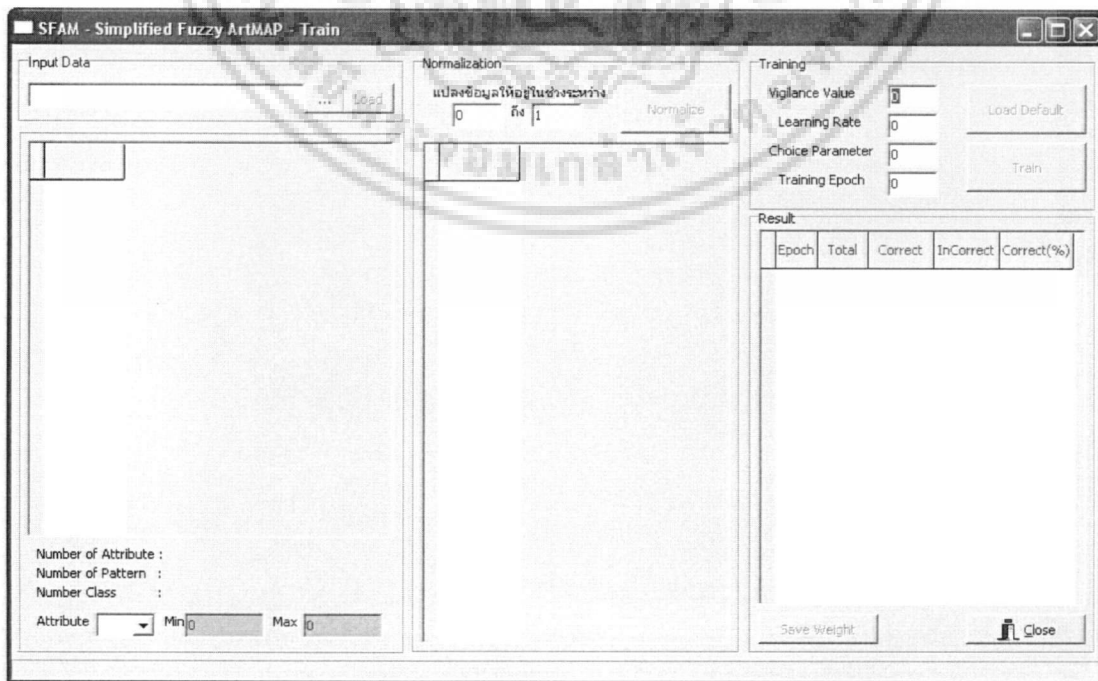 SFAM - Simplified Fuzzy ArtMAP - Train
Input Data
... Load
Number of Attribute :
Number of Pattern :
Number Class :
Attribute Min 0 Max 0
Normalization
แปลงข้อมูลให้อยู่ในช่วงระหว่าง
0 ถึง 1 Normalize
Training
Vigilance Value 0
Learning Rate 0
Choice Parameter 0
Training Epoch 0
Load Default
Train
Result
Epoch Total Correct InCorrect Correct(%)
Save Weight Close